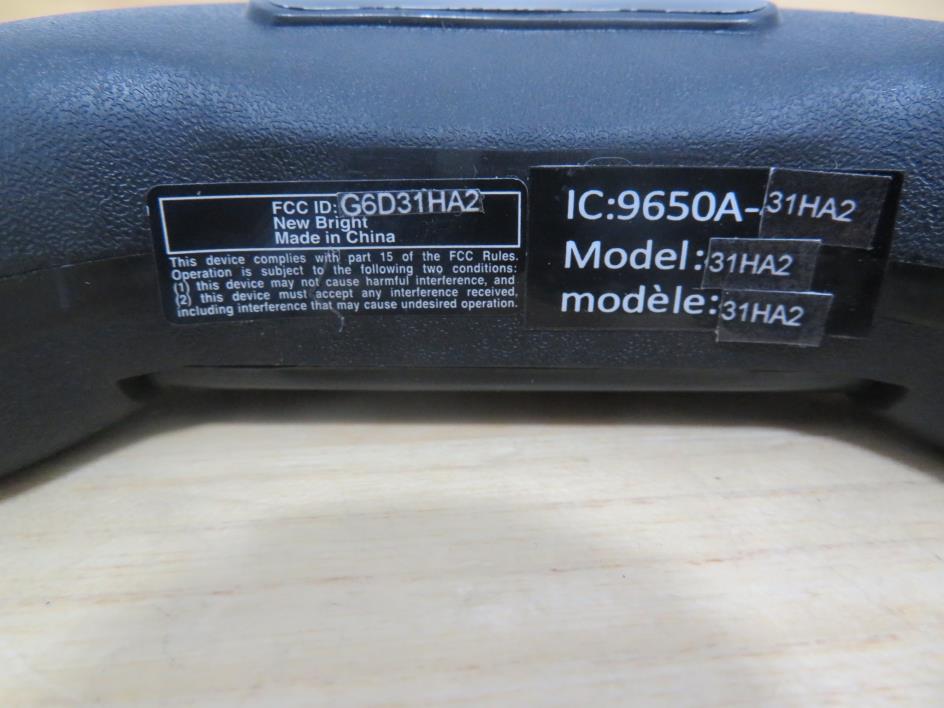 FCC ID: G6D31HA2
New Bright
Made in China
This device complies with part 15 of the FCC Rules.
Operation is subject to the following two conditions:
(1) this device may not cause harmful interference, and
(2) this device must accept any interference received,
including interference that may cause undesired operation.
IC:9650A-31HA2
Model:31HA2
modèle:31HA2